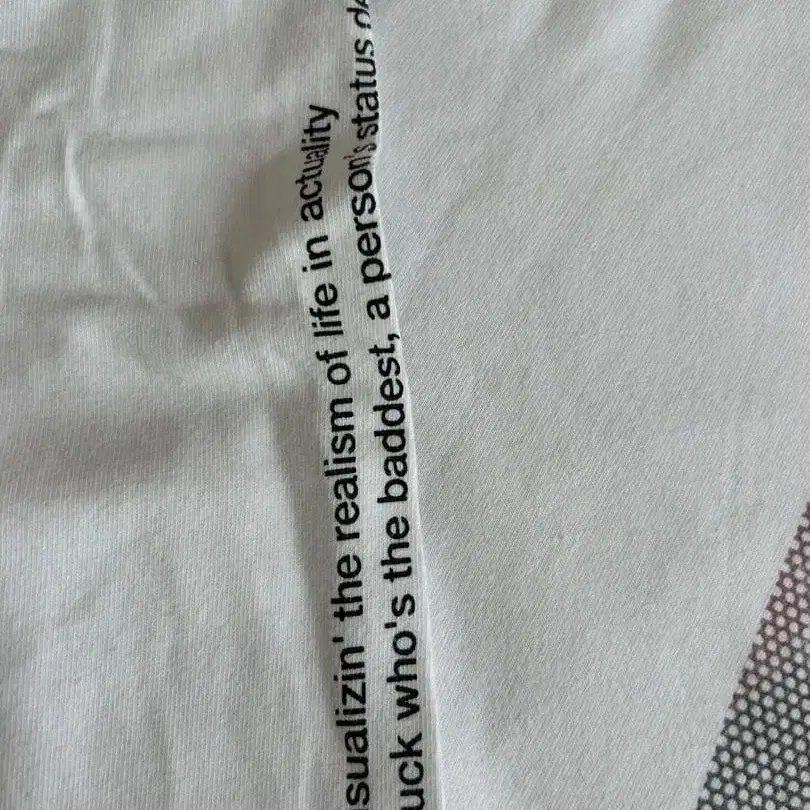 sualizin' the realism of life in actuality
uck who's the baddest, a person's status d